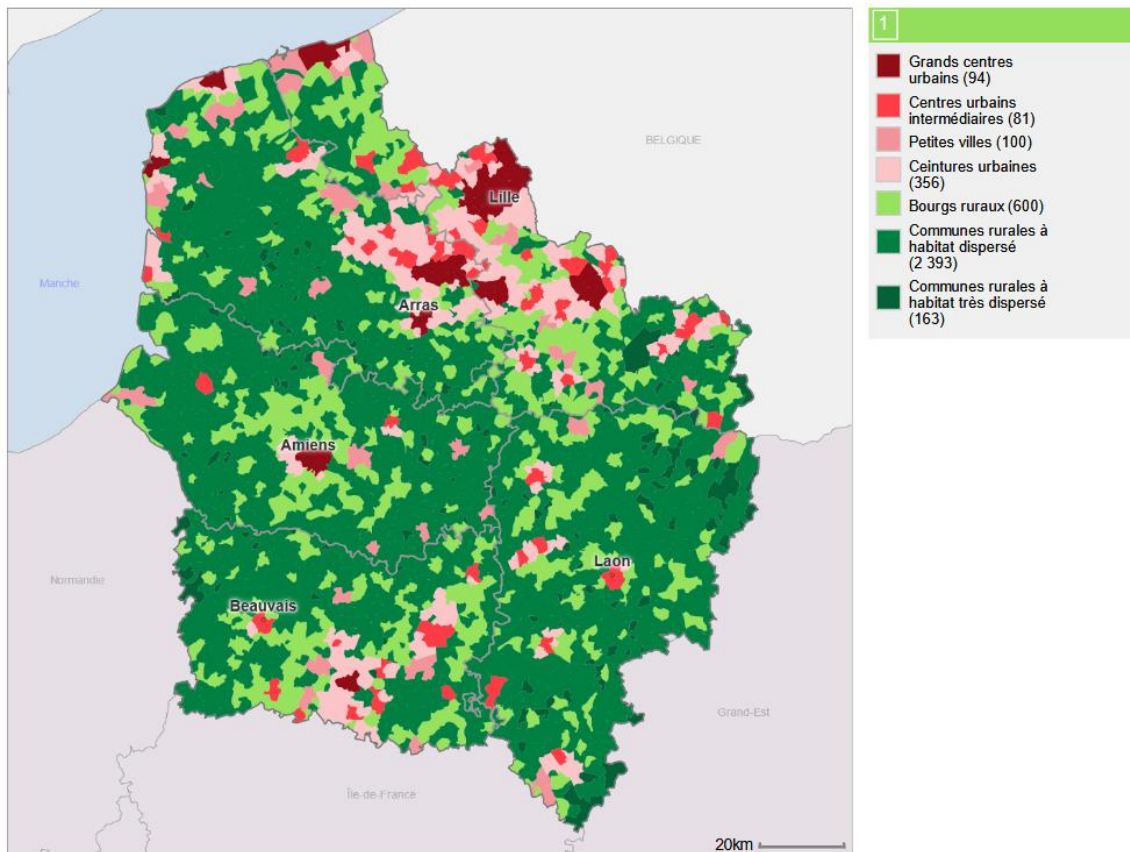 BELGIQUE
Lille
Manche
Arras
Amiens
Normandie
Laon
Beauvais
Grand-Est
Île-de-France
20km
1
Grands centres
urbains (94)
Centres urbains
intermédiaires (81)
Petites villes (100)
Ceintures urbaines
(356)
Bourgs ruraux (600)
Communes rurales à
habitat dispersé
(2 393)
Communes rurales à
habitat très dispersé
(163)